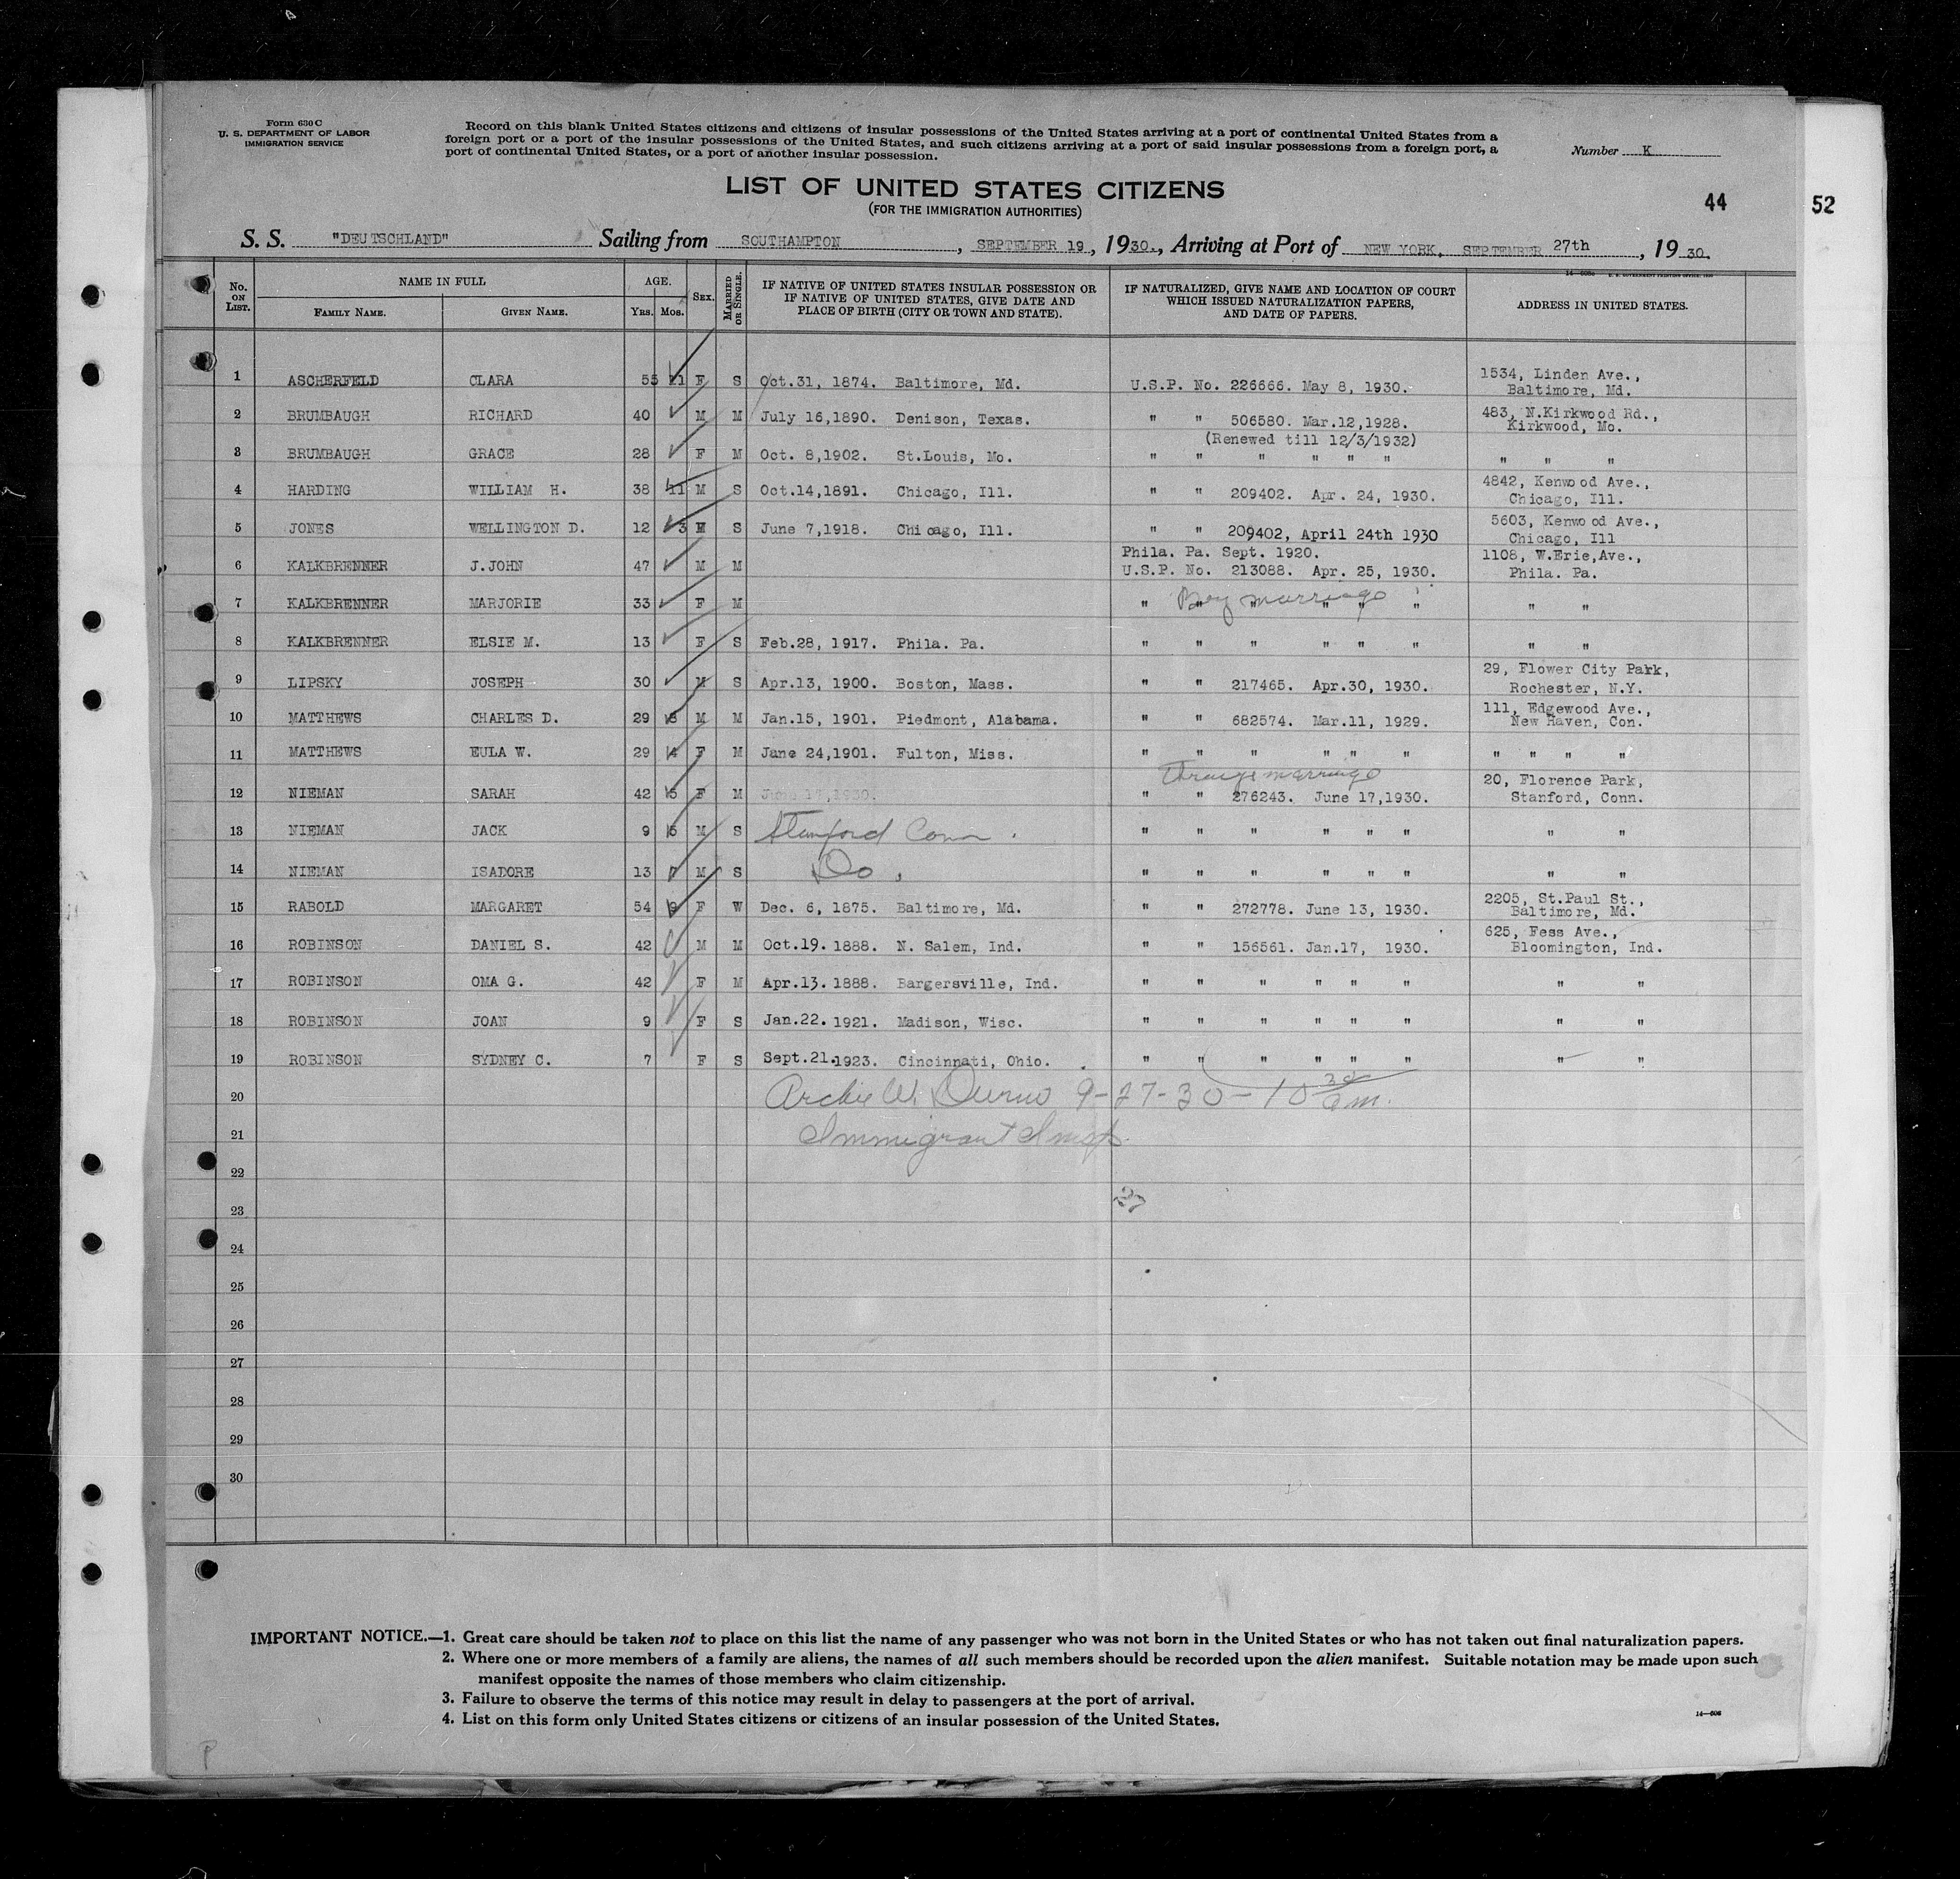 Form 630 C
U. S. DEPARTMENT OF LABOR
IMMIGRATION SERVICE
Record on this blank United States citizens and citizens of insular possessions of the United States arriving at a port of continental United States from a
foreign port or a port of the insular possessions of the United States, and such citizens arriving at a port of said insular possessions from a foreign port, a
port of continental United States, or a port of another insular possession.
Number K
LIST OF UNITED STATES CITIZENS
(FOR THE IMMIGRATION AUTHORITIES)
44
52
S. S. "DEUTSCHLAND" Sailing from SOUTHAMPTON, SEPTEMBER 19, 1930., Arriving at Port of NEW YORK, SEPTEMBER 27th, 1930.
No. ON LIST. NAME IN FULL AGE. SEX. MARRIED OR SINGLE. IF NATIVE OF UNITED STATES INSULAR POSSESSION OR IF NATIVE OF UNITED STATES, GIVE DATE AND PLACE OF BIRTH (CITY OR TOWN AND STATE). IF NATURALIZED, GIVE NAME AND LOCATION OF COURT WHICH ISSUED NATURALIZATION PAPERS, AND DATE OF PAPERS. ADDRESS IN UNITED STATES.
FAMILY NAME. GIVEN NAME. YRS. MOS.
1 ASCHERFELD CLARA 55 11 F S Oct.31, 1874. Baltimore, Md. U.S.P. No. 226666. May 8, 1930. 1534, Linden Ave., Baltimore, Md.
2 BRUMBAUGH RICHARD 40 M M July 16,1890. Denison, Texas. " " 506580. Mar.12,1928. 483, N.Kirkwood Rd., Kirkwood, Mo.
(Renewed till 12/3/1932)
3 BRUMBAUGH GRACE 28 F M Oct. 8,1902. St.Louis, Mo. " " " " " " " " "
4 HARDING WILLIAM H. 38 11 M S Oct.14,1891. Chicago, Ill. " " 209402. Apr. 24, 1930. 4842, Kenwood Ave., Chicago, Ill.
5 JONES WELLINGTON D. 12 3 M S June 7,1918. Chicago, Ill. " " 209402, April 24th 1930 5603, Kenwood Ave., Chicago, Ill
Phila. Pa. Sept. 1920.
6 KALKBRENNER J.JOHN 47 M M U.S.P. No. 213088. Apr. 25, 1930. 1108, W.Erie,Ave., Phila. Pa.
7 KALKBRENNER MARJORIE 33 F M " " By marriage " " " " " "
8 KALKBRENNER ELSIE M. 13 F S Feb.28, 1917. Phila. Pa. " " " " " " " "
9 LIPSKY JOSEPH 30 M S Apr.13, 1900. Boston, Mass. " " 217465. Apr.30, 1930. 29, Flower City Park, Rochester, N.Y.
10 MATTHEWS CHARLES D. 29 8 M M Jan.15, 1901. Piedmont, Alabama. " " 682574. Mar.11, 1929. 111, Edgewood Ave., New Haven, Con.
11 MATTHEWS EULA W. 29 4 F M Jane 24,1901. Fulton, Miss. " " " " " " " " " "
Through marriage
12 NIEMAN SARAH 42 5 F M June 17,1930. " " 276243. June 17,1930. 20, Florence Park, Stanford, Conn.
13 NIEMAN JACK 9 5 M S Stamford Conn. " " " " " " " "
14 NIEMAN ISADORE 13 7 M S Do, " " " " " " " "
15 RABOLD MARGARET 54 9 F W Dec. 6, 1875. Baltimore, Md. " " 272778. June 13, 1930. 2205, St.Paul St., Baltimore, Md.
16 ROBINSON DANIEL S. 42 M M Oct.19. 1888. N. Salem, Ind. " " 156561. Jan.17, 1930. 625, Fess Ave., Bloomington, Ind.
17 ROBINSON OMA G. 42 F M Apr.13. 1888. Bargersville, Ind. " " " " " " " "
18 ROBINSON JOAN 9 F S Jan.22. 1921. Madison, Wisc. " " " " " " " "
19 ROBINSON SYDNEY C. 7 F S Sept.21.1923. Cincinnati, Ohio. " " " " " " " "
20 Archie W. 9-27-30-10 30 am.
21 Immigrant Insp.
22
23 27
24
25
26
27
28
29
30
IMPORTANT NOTICE.—1. Great care should be taken not to place on this list the name of any passenger who was not born in the United States or who has not taken out final naturalization papers.
2. Where one or more members of a family are aliens, the names of all such members should be recorded upon the alien manifest. Suitable notation may be made upon such
manifest opposite the names of those members who claim citizenship.
3. Failure to observe the terms of this notice may result in delay to passengers at the port of arrival.
4. List on this form only United States citizens or citizens of an insular possession of the United States.
14—606